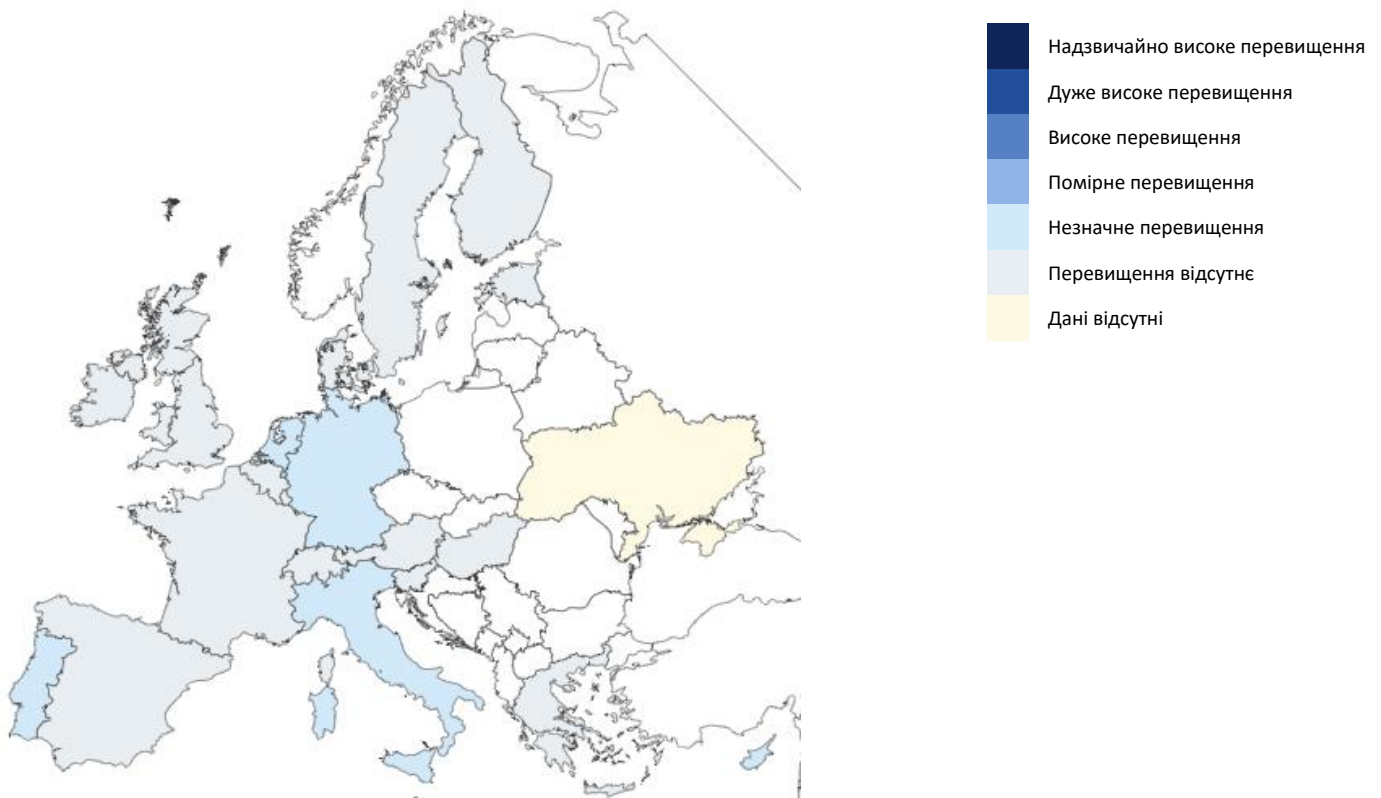 Надзвичайно високе перевищення
Дуже високе перевищення
Високе перевищення
Помірне перевищення
Незначне перевищення
Перевищення відсутнє
Дані відсутні